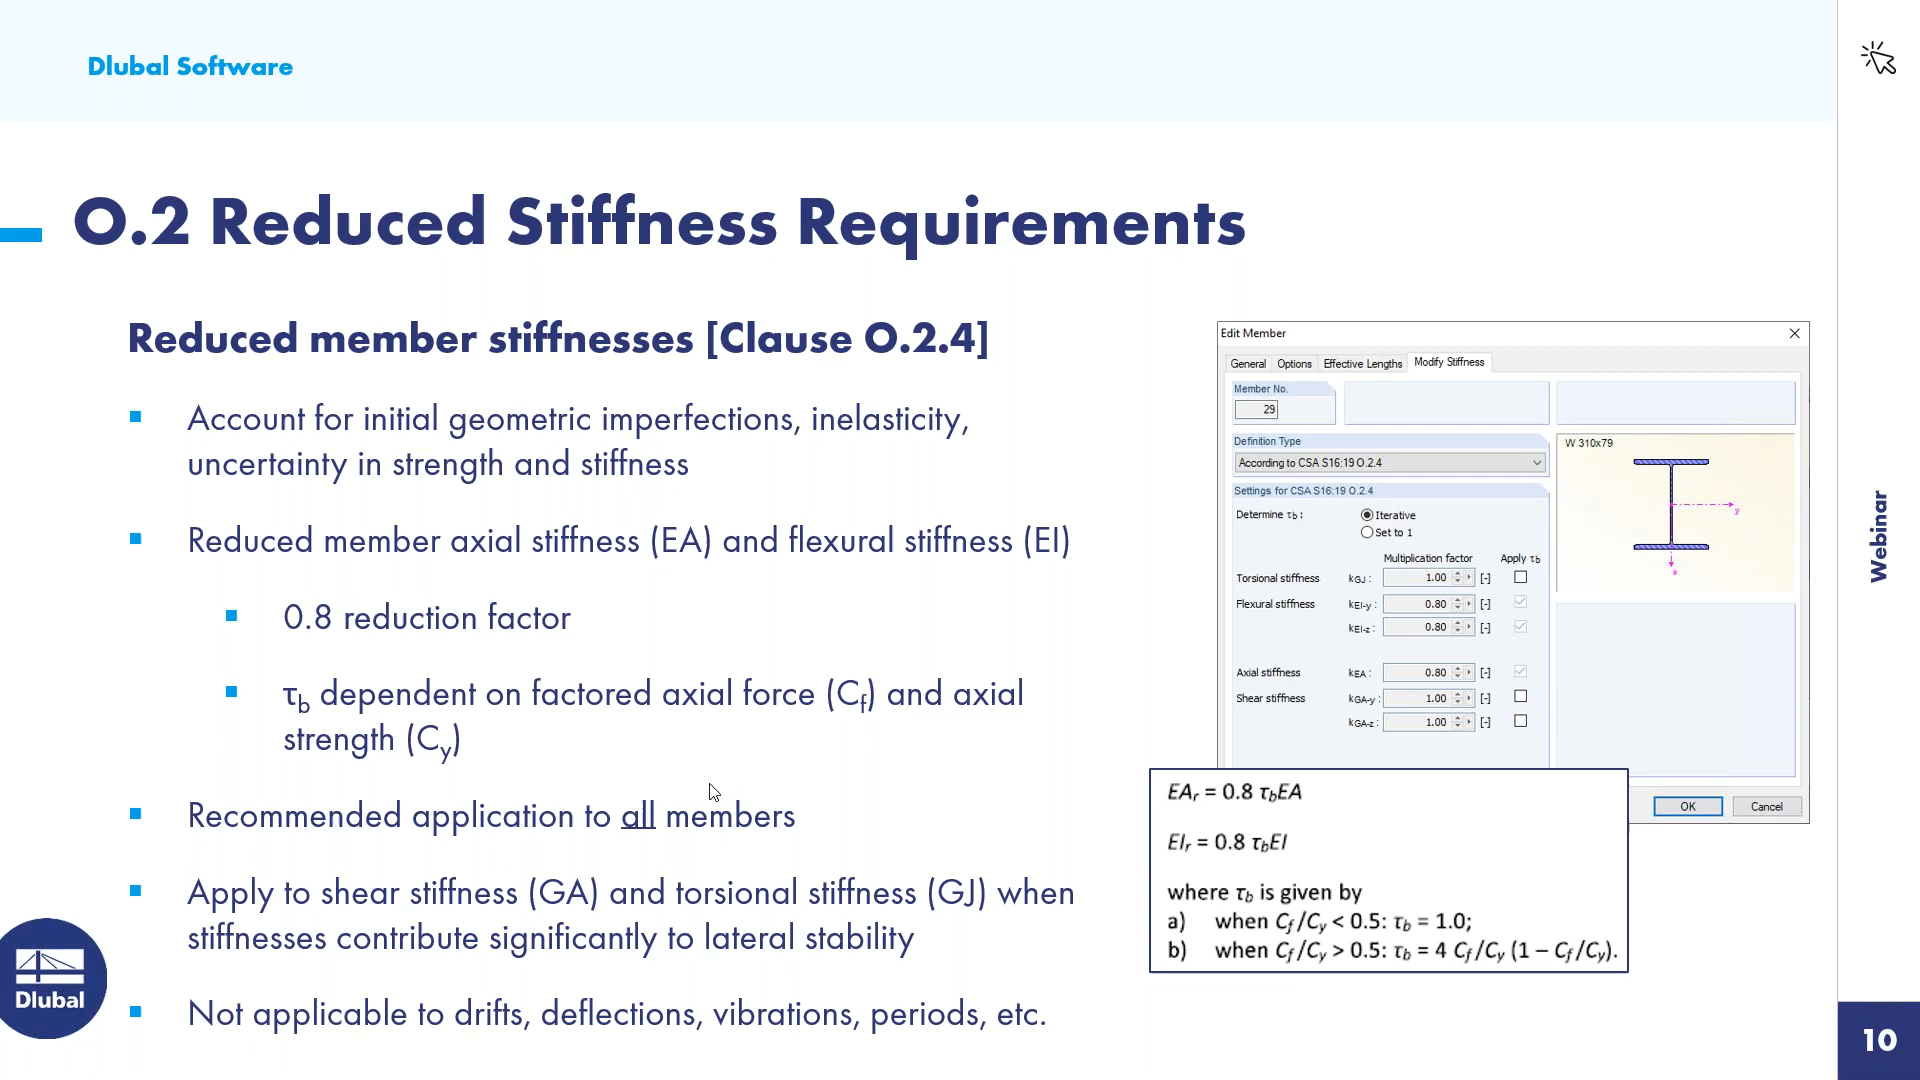 Dlubal Software
O.2 Reduced Stiffness Requirements
Reduced member stiffnesses [Clause O.2.4]
Account for initial geometric imperfections, inelasticity,
uncertainty in strength and stiffness
Reduced member axial stiffness (EA) and flexural stiffness (EI)
0.8 reduction factor
τb dependent on factored axial force (Cf) and axial
strength (Cy)
Recommended application to all members
Apply to shear stiffness (GA) and torsional stiffness (GJ) when
stiffnesses contribute significantly to lateral stability
Not applicable to drifts, deflections, vibrations, periods, etc.
Edit Member
General Options Effective Lengths Modify Stiffness
Member No.
29
Definition Type
According to CSA S16:19 O.2.4
Settings for CSA S16:19 O.2.4
Determine τb :
Iterative
Set to 1
Multiplication factor Apply τb
Torsional stiffness kGJ : 1.00 [-]
Flexural stiffness kEI-y : 0.80 [-]
kEI-z : 0.80 [-]
Axial stiffness kEA : 0.80 [-]
Shear stiffness kGA-y : 1.00 [-]
kGA-z : 1.00 [-]
W 310x79
y
z
OK Cancel
EAr = 0.8 τbEA
EIr = 0.8 τbEI
where τb is given by
a) when Cf/Cy < 0.5: τb = 1.0;
b) when Cf/Cy > 0.5: τb = 4 Cf/Cy (1 – Cf/Cy).
Webinar
Dlubal
10